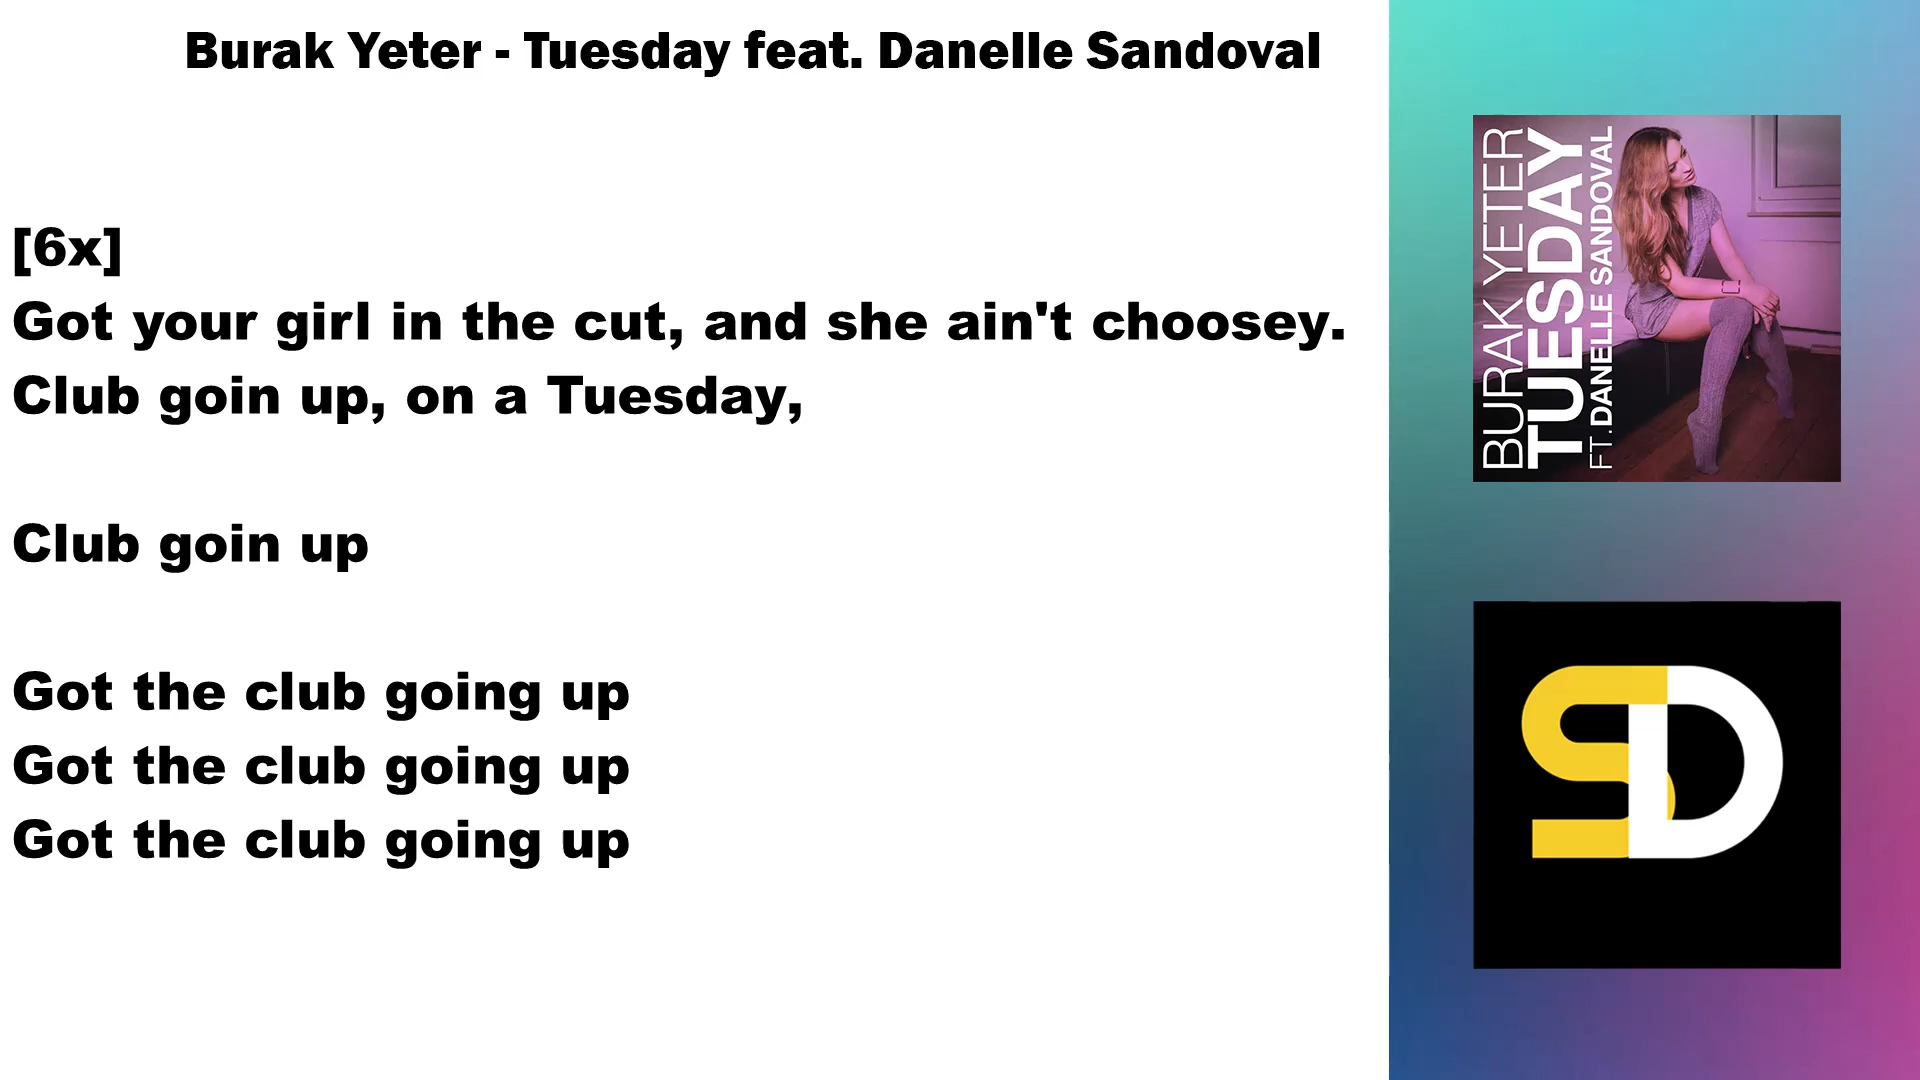 Burak Yeter - Tuesday feat. Danelle Sandoval
[6x]
Got your girl in the cut, and she ain't choosey.
Club goin up, on a Tuesday,
Club goin up
Got the club going up
Got the club going up
Got the club going up
BURAK YETER
TUESDAY
FT. DANELLE SANDOVAL
SD